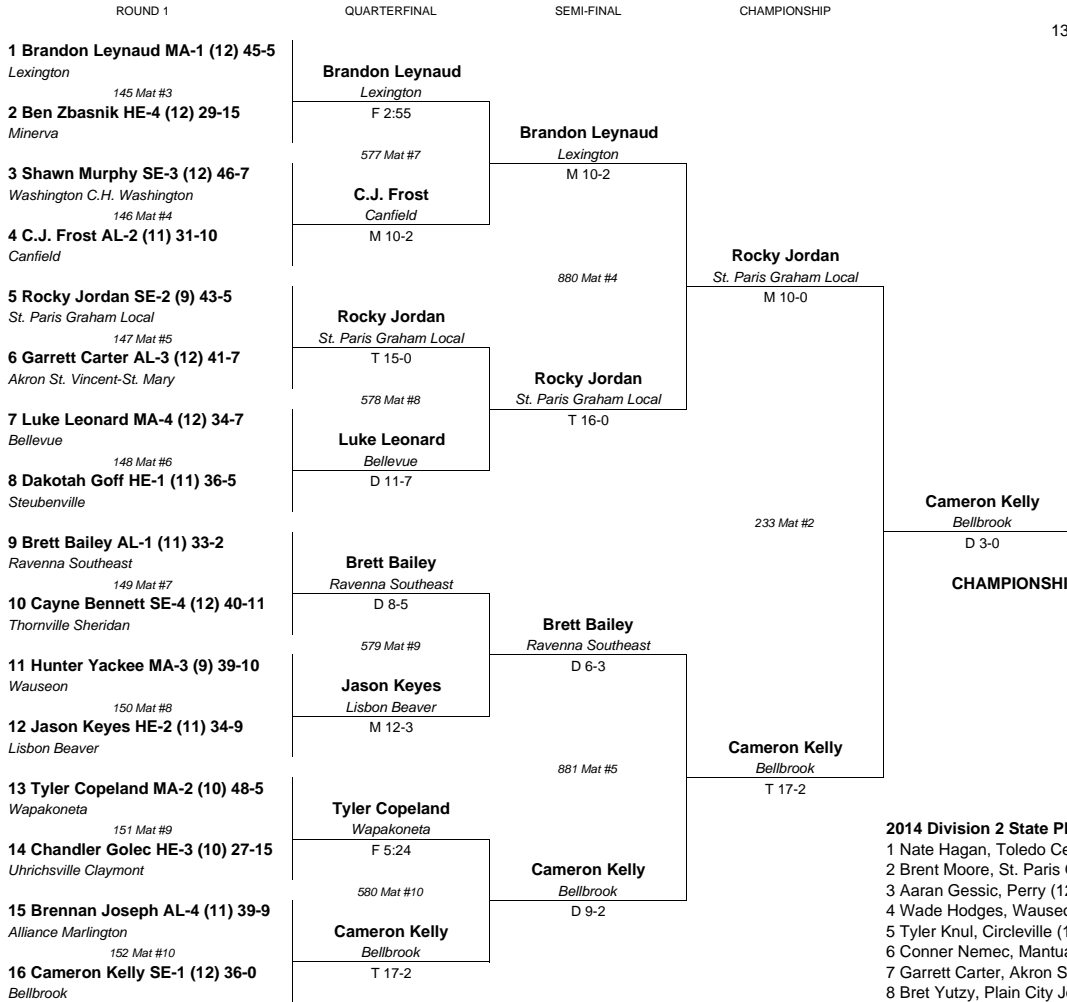 ROUND 1
QUARTERFINAL
SEMI-FINAL
CHAMPIONSHIP
13
1 Brandon Leynaud MA-1 (12) 45-5
Lexington
145 Mat #3
2 Ben Zbasnik HE-4 (12) 29-15
Minerva
3 Shawn Murphy SE-3 (12) 46-7
Washington C.H. Washington
146 Mat #4
4 C.J. Frost AL-2 (11) 31-10
Canfield
5 Rocky Jordan SE-2 (9) 43-5
St. Paris Graham Local
147 Mat #5
6 Garrett Carter AL-3 (12) 41-7
Akron St. Vincent-St. Mary
7 Luke Leonard MA-4 (12) 34-7
Bellevue
148 Mat #6
8 Dakotah Goff HE-1 (11) 36-5
Steubenville
9 Brett Bailey AL-1 (11) 33-2
Ravenna Southeast
149 Mat #7
10 Cayne Bennett SE-4 (12) 40-11
Thornville Sheridan
11 Hunter Yackee MA-3 (9) 39-10
Wauseon
150 Mat #8
12 Jason Keyes HE-2 (11) 34-9
Lisbon Beaver
13 Tyler Copeland MA-2 (10) 48-5
Wapakoneta
151 Mat #9
14 Chandler Golec HE-3 (10) 27-15
Uhrichsville Claymont
15 Brennan Joseph AL-4 (11) 39-9
Alliance Marlington
152 Mat #10
16 Cameron Kelly SE-1 (12) 36-0
Bellbrook
Brandon Leynaud
Lexington
F 2:55
577 Mat #7
C.J. Frost
Canfield
M 10-2
Rocky Jordan
St. Paris Graham Local
T 15-0
578 Mat #8
Luke Leonard
Bellevue
D 11-7
Brett Bailey
Ravenna Southeast
D 8-5
579 Mat #9
Jason Keyes
Lisbon Beaver
M 12-3
Tyler Copeland
Wapakoneta
F 5:24
580 Mat #10
Cameron Kelly
Bellbrook
T 17-2
Brandon Leynaud
Lexington
M 10-2
880 Mat #4
Rocky Jordan
St. Paris Graham Local
T 16-0
Brett Bailey
Ravenna Southeast
D 6-3
881 Mat #5
Cameron Kelly
Bellbrook
D 9-2
Rocky Jordan
St. Paris Graham Local
M 10-0
233 Mat #2
Cameron Kelly
Bellbrook
T 17-2
Cameron Kelly
Bellbrook
D 3-0
CHAMPIONSHI
2014 Division 2 State Pl
1 Nate Hagan, Toledo Ce
2 Brent Moore, St. Paris
3 Aaran Gessic, Perry (12
4 Wade Hodges, Wauseo
5 Tyler Knul, Circleville (1
6 Conner Nemec, Mantua
7 Garrett Carter, Akron S
8 Bret Yutzy, Plain City J